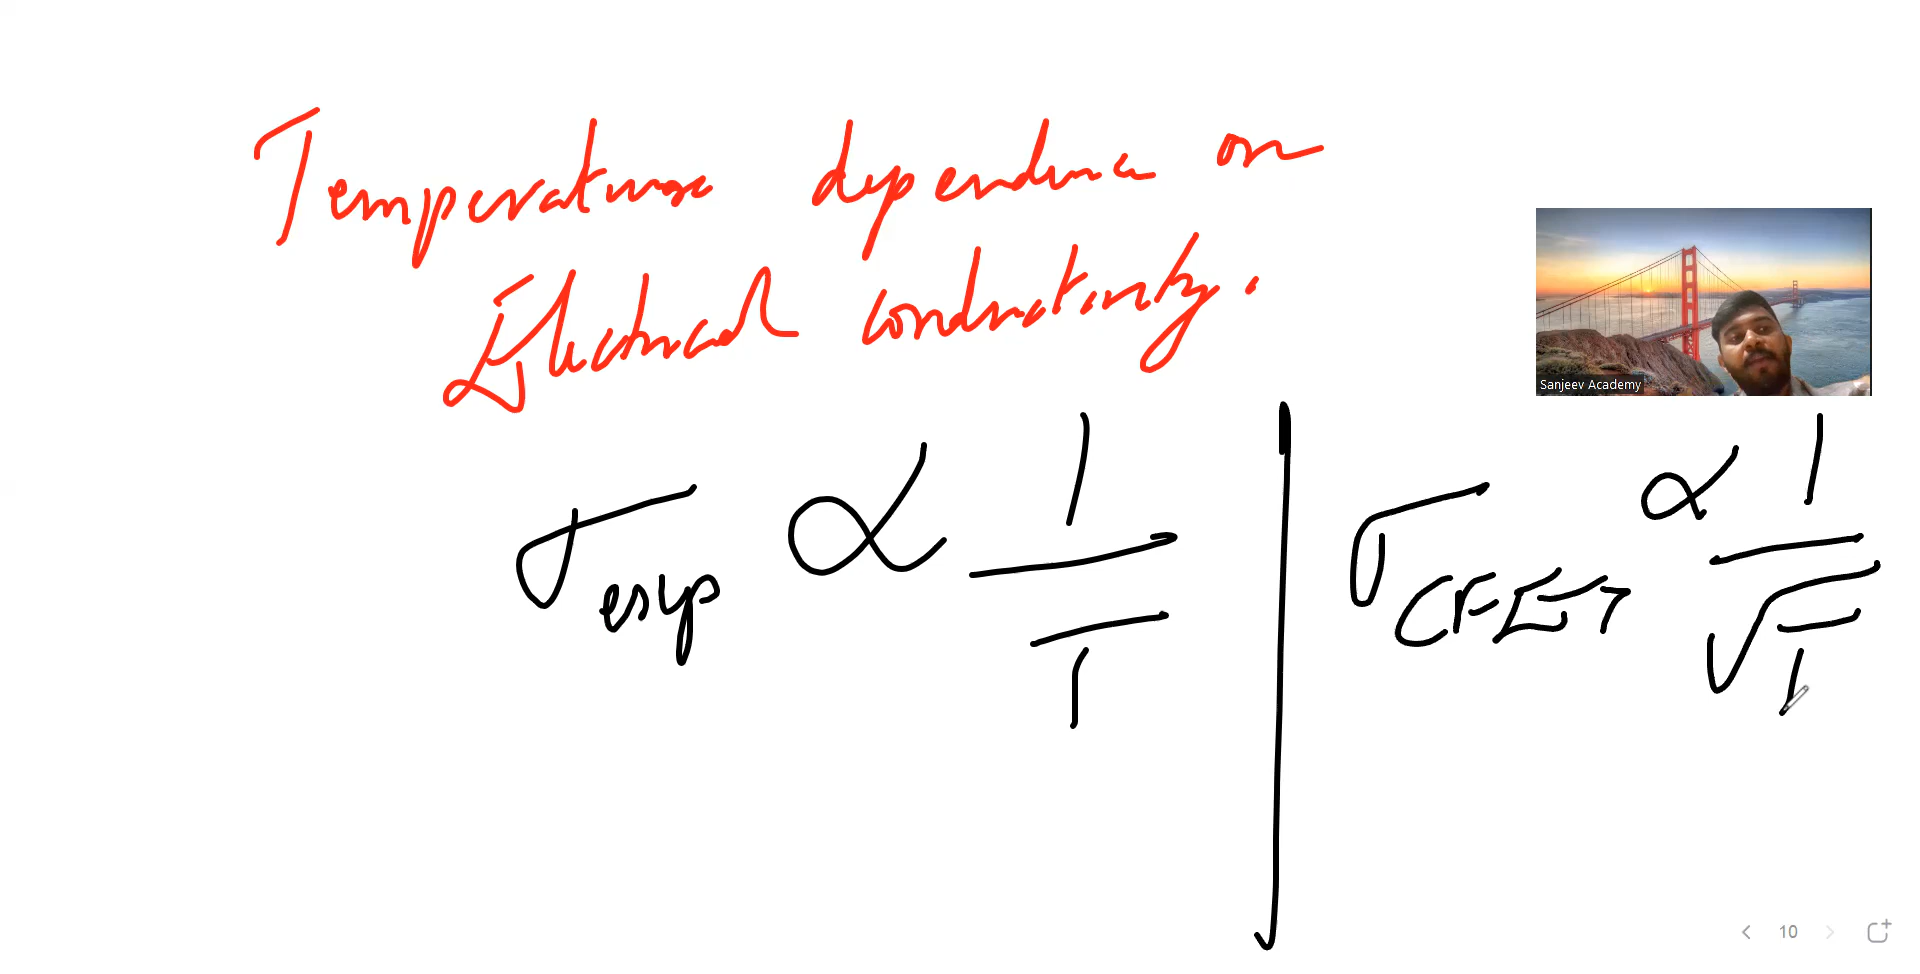 Temperature dependence on
Electrical conductivity.
Sanjeev Academy
σexp ∝ 1/T
σCFET ∝ 1/√T
10